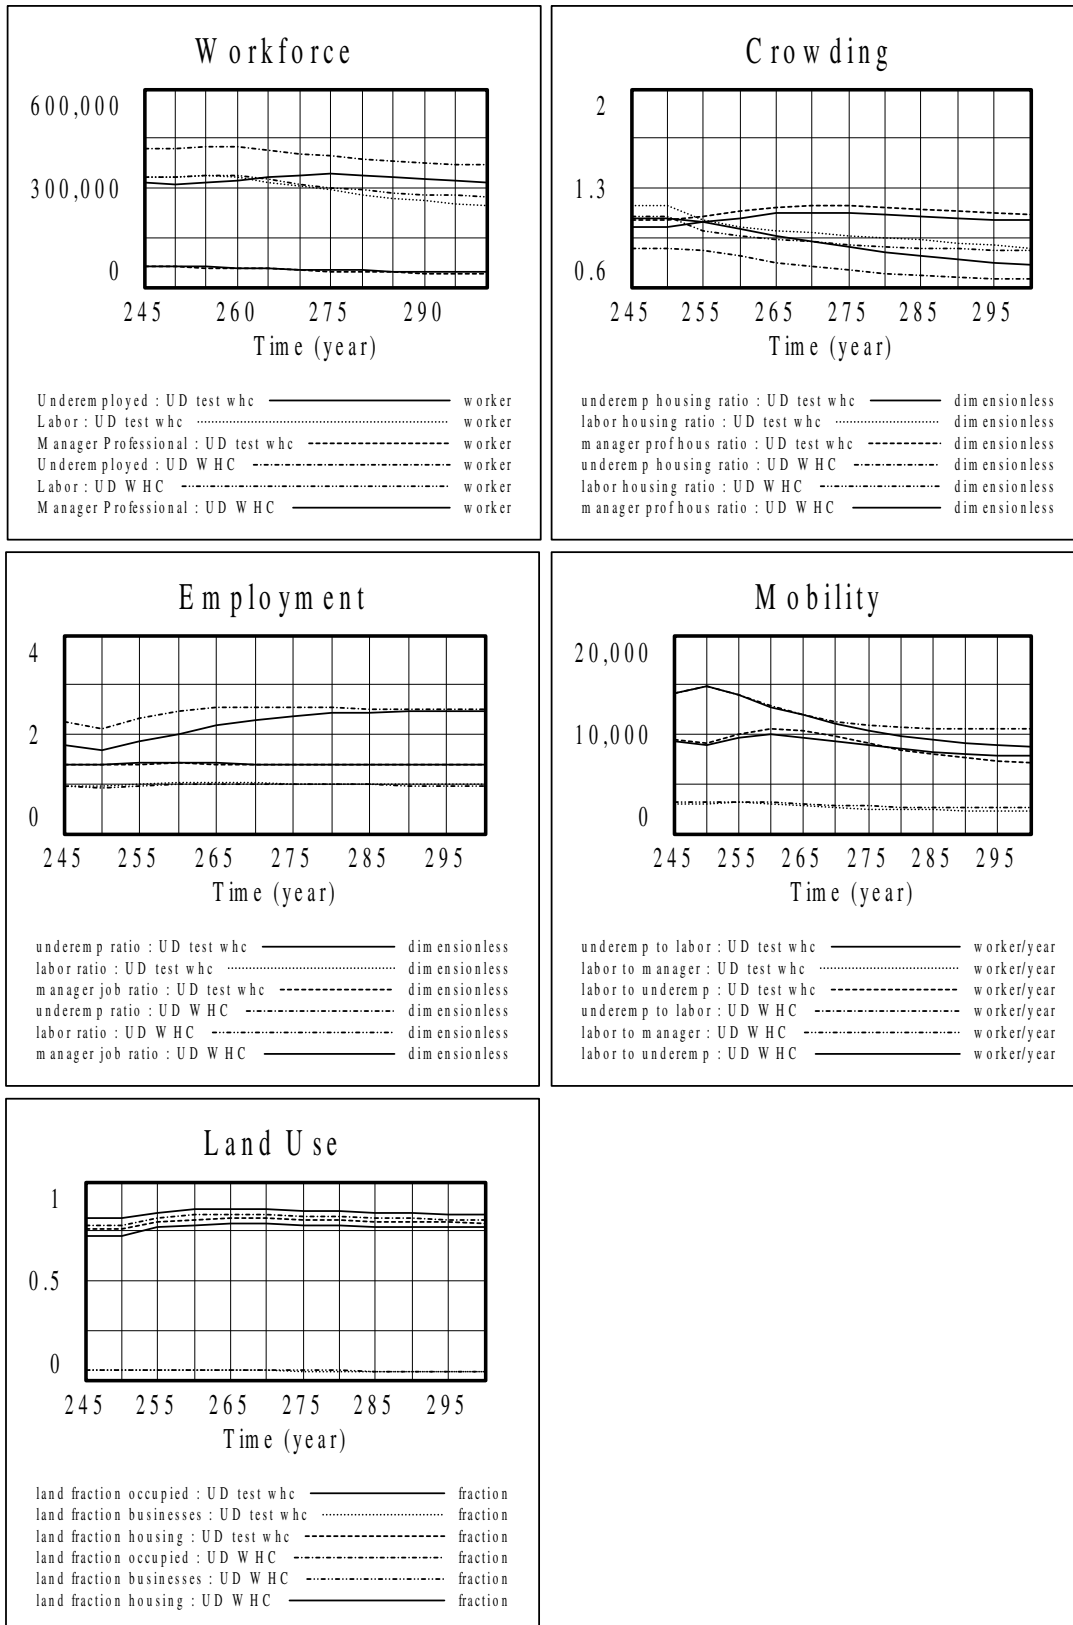 Workforce
600,000
300,000
0
245 260 275 290
Time (year)
Underemployed : UD test whc worker
Labor : UD test whc worker
Manager Professional : UD test whc worker
Underemployed : UD WHC worker
Labor : UD WHC worker
Manager Professional : UD WHC worker
Crowding
2
1.3
0.6
245 255 265 275 285 295
Time (year)
underemp housing ratio : UD test whc dimensionless
labor housing ratio : UD test whc dimensionless
manager prof hous ratio : UD test whc dimensionless
underemp housing ratio : UD WHC dimensionless
labor housing ratio : UD WHC dimensionless
manager prof hous ratio : UD WHC dimensionless
Employment
4
2
0
245 255 265 275 285 295
Time (year)
underemp ratio : UD test whc dimensionless
labor ratio : UD test whc dimensionless
manager job ratio : UD test whc dimensionless
underemp ratio : UD WHC dimensionless
labor ratio : UD WHC dimensionless
manager job ratio : UD WHC dimensionless
Mobility
20,000
10,000
0
245 255 265 275 285 295
Time (year)
underemp to labor : UD test whc worker/year
labor to manager : UD test whc worker/year
labor to underemp : UD test whc worker/year
underemp to labor : UD WHC worker/year
labor to manager : UD WHC worker/year
labor to underemp : UD WHC worker/year
Land Use
1
0.5
0
245 255 265 275 285 295
Time (year)
land fraction occupied : UD test whc fraction
land fraction businesses : UD test whc fraction
land fraction housing : UD test whc fraction
land fraction occupied : UD WHC fraction
land fraction businesses : UD WHC fraction
land fraction housing : UD WHC fraction